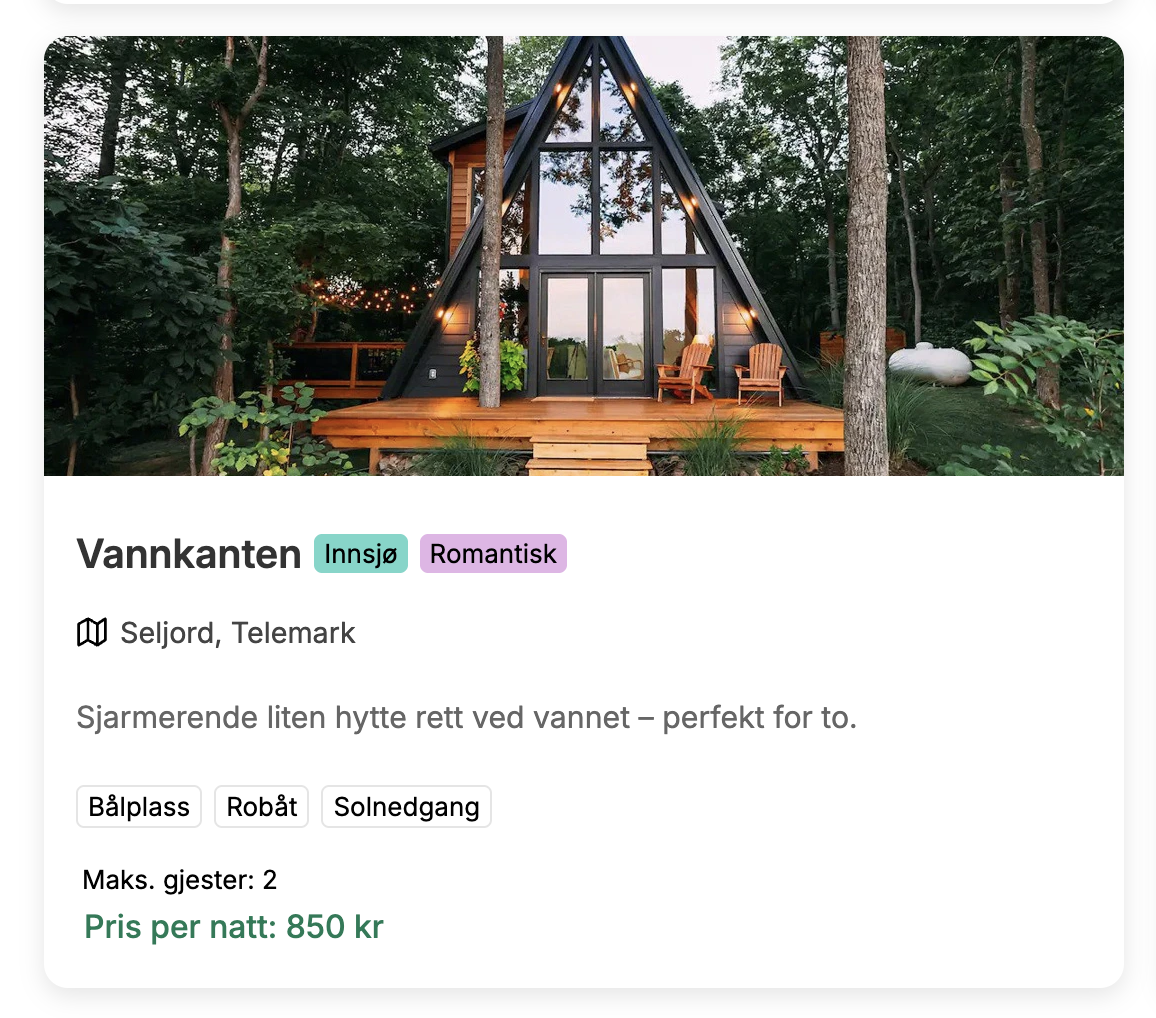 Vannkanten Innsjø Romantisk
Seljord, Telemark
Sjarmerende liten hytte rett ved vannet – perfekt for to.
Bålplass Robåt Solnedgang
Maks. gjester: 2
Pris per natt: 850 kr